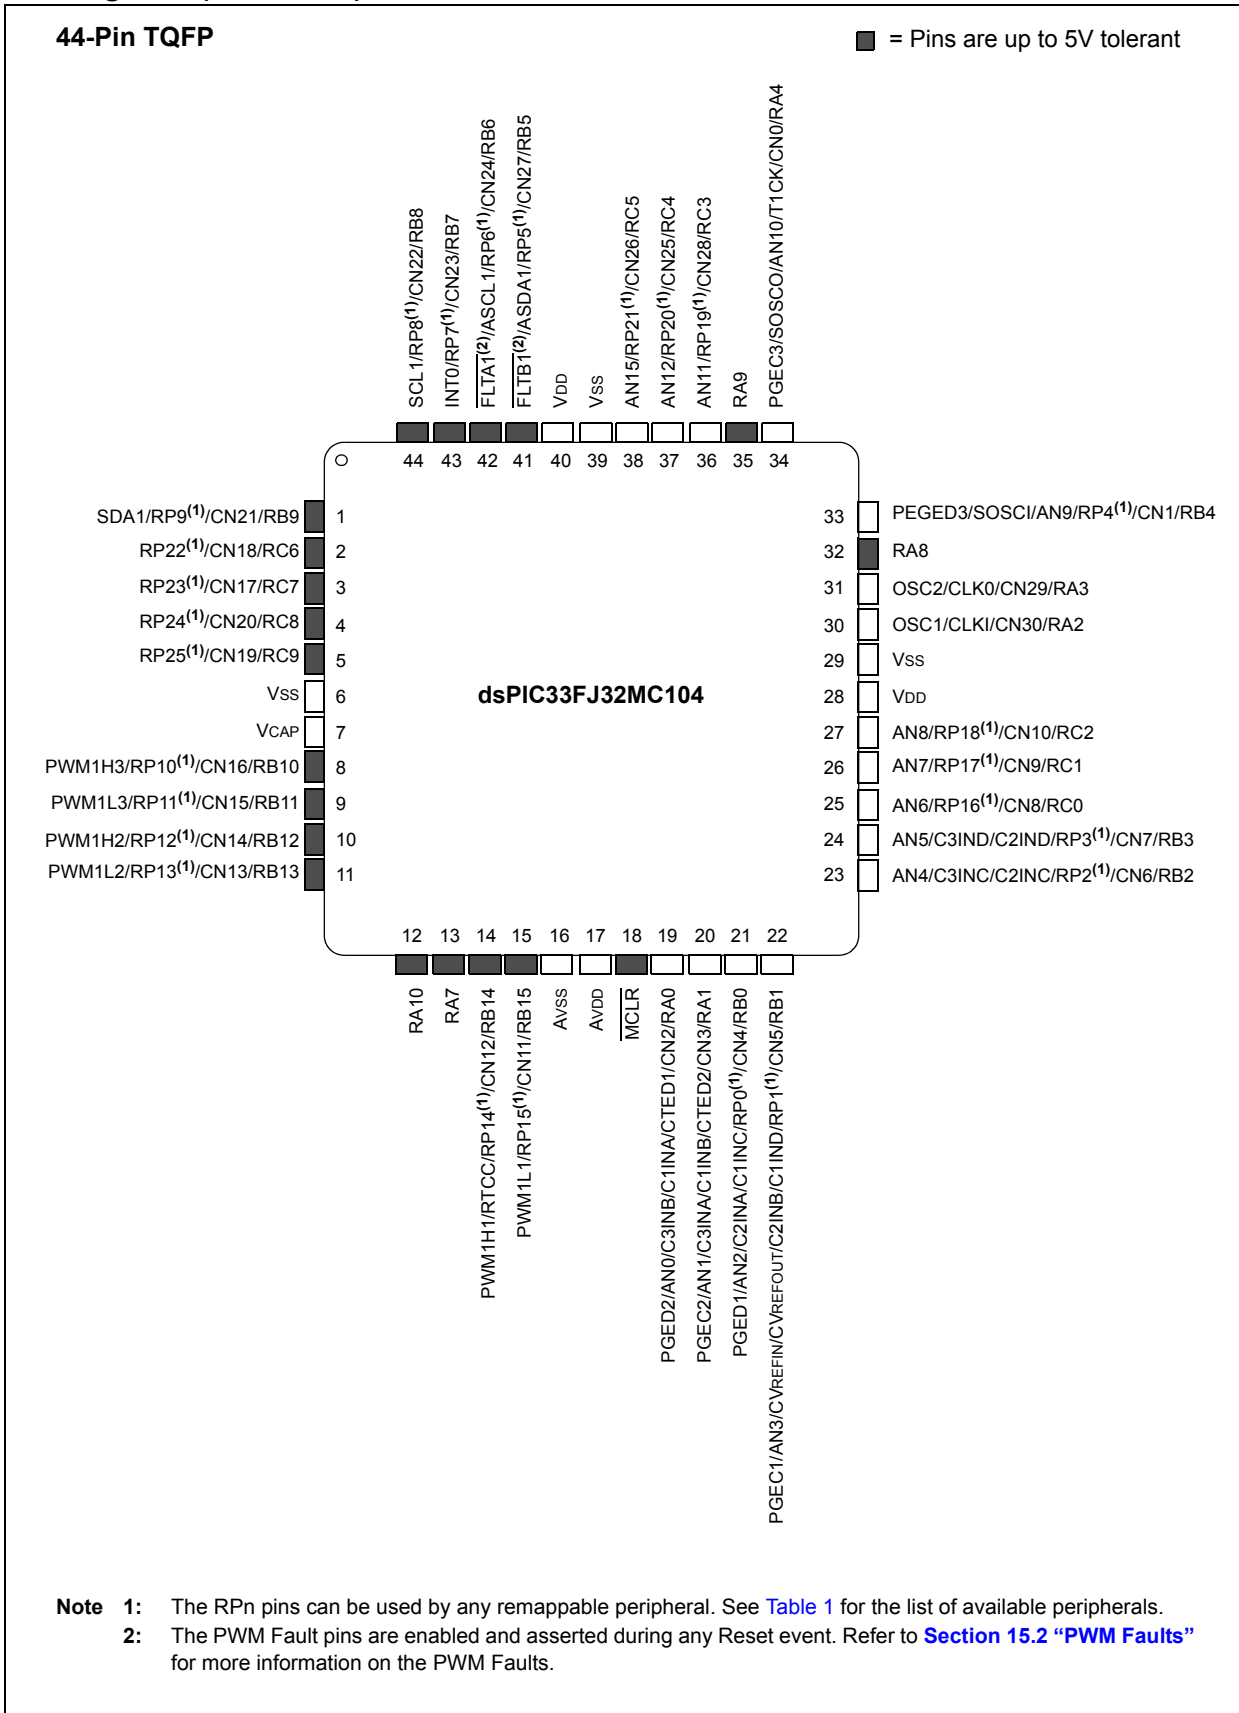 44-Pin TQFP
= Pins are up to 5V tolerant
SCL1/RP8(1)/CN22/RB8
INT0/RP7(1)/CN23/RB7
FLTA1(2)/ASCL1/RP6(1)/CN24/RB6
FLTB1(2)/ASDA1/RP5(1)/CN27/RB5
VDD
VSS
AN15/RP21(1)/CN26/RC5
AN12/RP20(1)/CN25/RC4
AN11/RP19(1)/CN28/RC3
RA9
PGEC3/SOSCO/AN10/T1CK/CN0/RA4
44 43 42 41 40 39 38 37 36 35 34
SDA1/RP9(1)/CN21/RB9 1
RP22(1)/CN18/RC6 2
RP23(1)/CN17/RC7 3
RP24(1)/CN20/RC8 4
RP25(1)/CN19/RC9 5
VSS 6
VCAP 7
PWM1H3/RP10(1)/CN16/RB10 8
PWM1L3/RP11(1)/CN15/RB11 9
PWM1H2/RP12(1)/CN14/RB12 10
PWM1L2/RP13(1)/CN13/RB13 11
dsPIC33FJ32MC104
33 PEGED3/SOSCI/AN9/RP4(1)/CN1/RB4
32 RA8
31 OSC2/CLK0/CN29/RA3
30 OSC1/CLKI/CN30/RA2
29 VSS
28 VDD
27 AN8/RP18(1)/CN10/RC2
26 AN7/RP17(1)/CN9/RC1
25 AN6/RP16(1)/CN8/RC0
24 AN5/C3IND/C2IND/RP3(1)/CN7/RB3
23 AN4/C3INC/C2INC/RP2(1)/CN6/RB2
12 13 14 15 16 17 18 19 20 21 22
RA10
RA7
PWM1H1/RTCC/RP14(1)/CN12/RB14
PWM1L1/RP15(1)/CN11/RB15
AVSS
AVDD
MCLR
PGED2/AN0/C3INB/C1INA/CTED1/CN2/RA0
PGEC2/AN1/C3INA/C1INB/CTED2/CN3/RA1
PGED1/AN2/C2INA/C1INC/RP0(1)/CN4/RB0
PGEC1/AN3/CVREFIN/CVREFOUT/C2INB/C1IND/RP1(1)/CN5/RB1
Note 1: The RPn pins can be used by any remappable peripheral. See Table 1 for the list of available peripherals.
2: The PWM Fault pins are enabled and asserted during any Reset event. Refer to Section 15.2 “PWM Faults”
for more information on the PWM Faults.